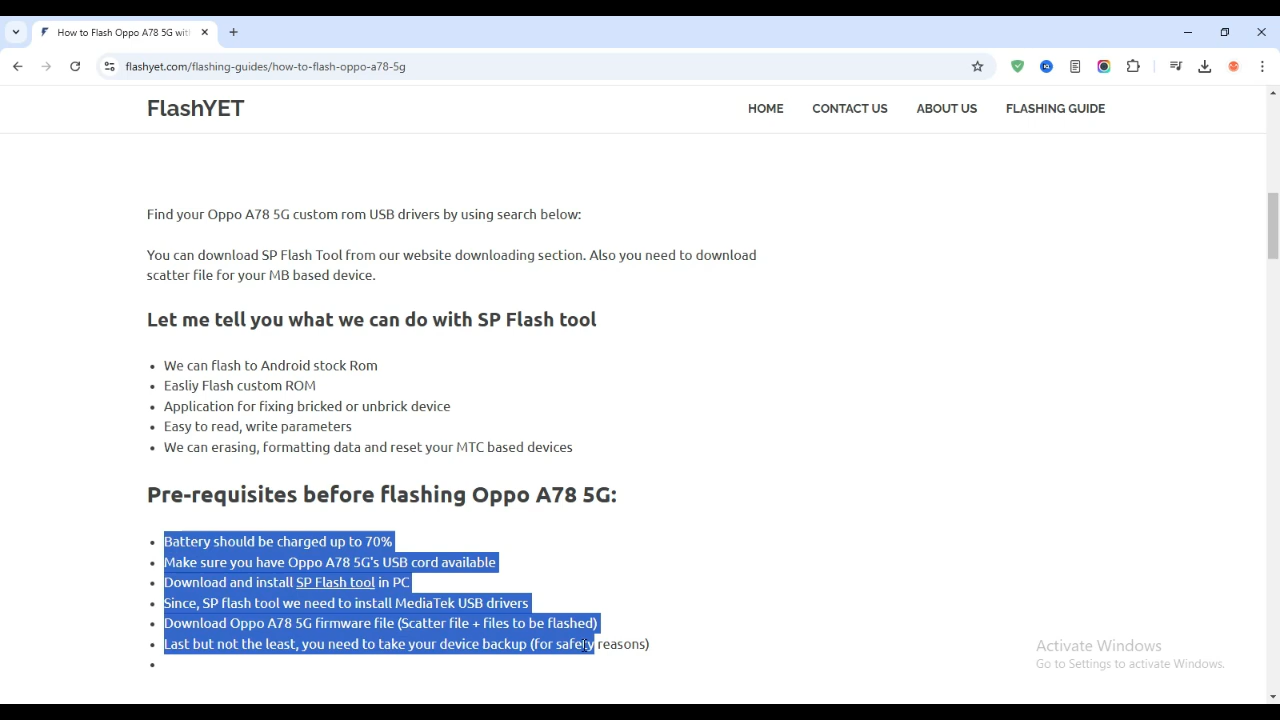 How to Flash Oppo A78 5G with
flashyet.com/flashing-guides/how-to-flash-oppo-a78-5g
FlashYET
HOME
CONTACT US
ABOUT US
FLASHING GUIDE
Find your Oppo A78 5G custom rom USB drivers by using search below:
You can download SP Flash Tool from our website downloading section. Also you need to download
scatter file for your MB based device.
Let me tell you what we can do with SP Flash tool
We can flash to Android stock Rom
Easliy Flash custom ROM
Application for fixing bricked or unbrick device
Easy to read, write parameters
We can erasing, formatting data and reset your MTC based devices
Pre-requisites before flashing Oppo A78 5G:
Battery should be charged up to 70%
Make sure you have Oppo A78 5G's USB cord available
Download and install SP Flash tool in PC
Since, SP flash tool we need to install MediaTek USB drivers
Download Oppo A78 5G firmware file (Scatter file + files to be flashed)
Last but not the least, you need to take your device backup (for safety reasons)
Activate Windows
Go to Settings to activate Windows.